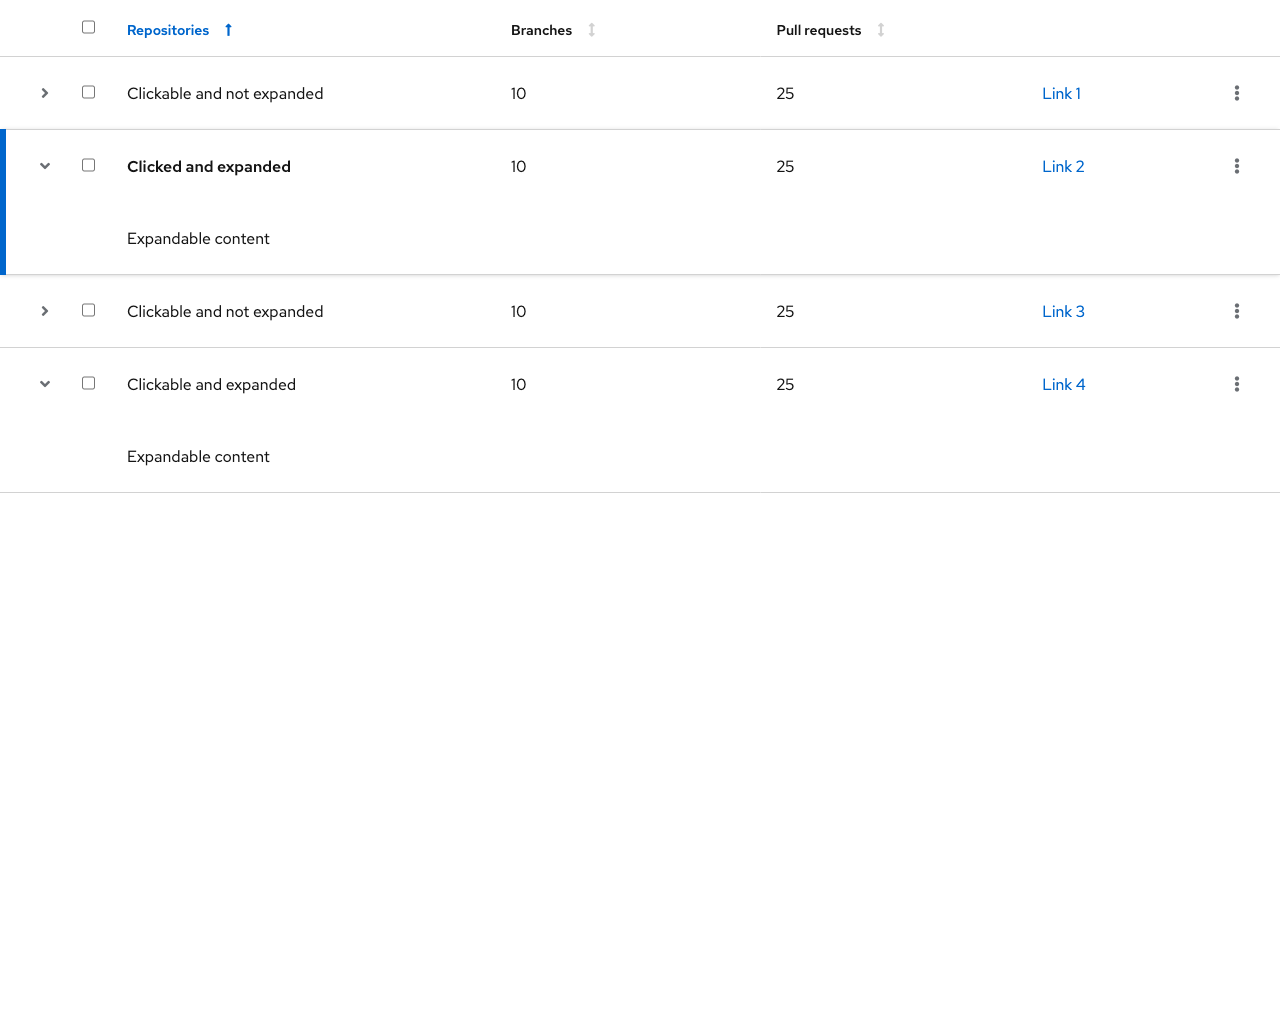 Repositories Branches Pull requests
Clickable and not expanded 10 25 Link 1
Clicked and expanded 10 25 Link 2
Expandable content
Clickable and not expanded 10 25 Link 3
Clickable and expanded 10 25 Link 4
Expandable content